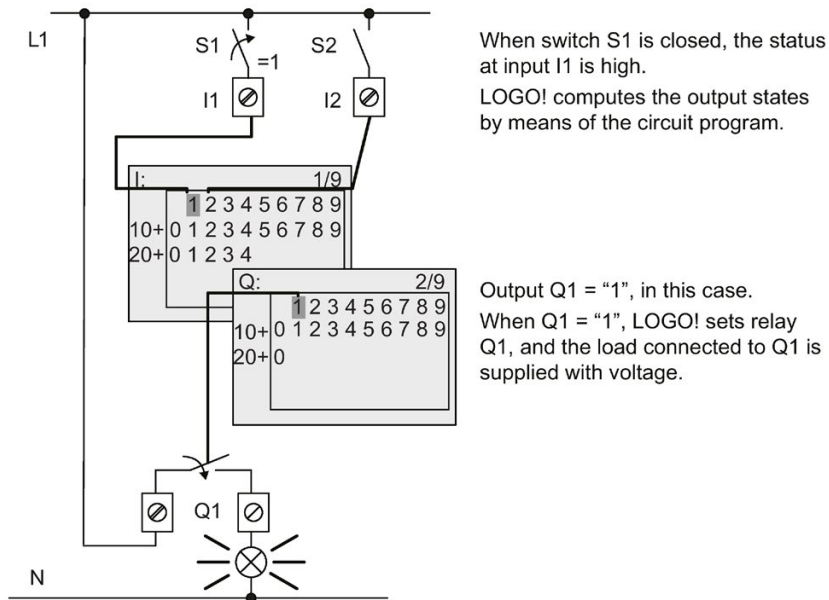 L1
S1
=1
S2
I1
I2
When switch S1 is closed, the status
at input I1 is high.
LOGO! computes the output states
by means of the circuit program.
I: 1/9
1 2 3 4 5 6 7 8 9
10+ 0 1 2 3 4 5 6 7 8 9
20+ 0 1 2 3 4
Q: 2/9
1 2 3 4 5 6 7 8 9
10+ 0 1 2 3 4 5 6 7 8 9
20+ 0
Output Q1 = “1”, in this case.
When Q1 = “1”, LOGO! sets relay
Q1, and the load connected to Q1 is
supplied with voltage.
Q1
N